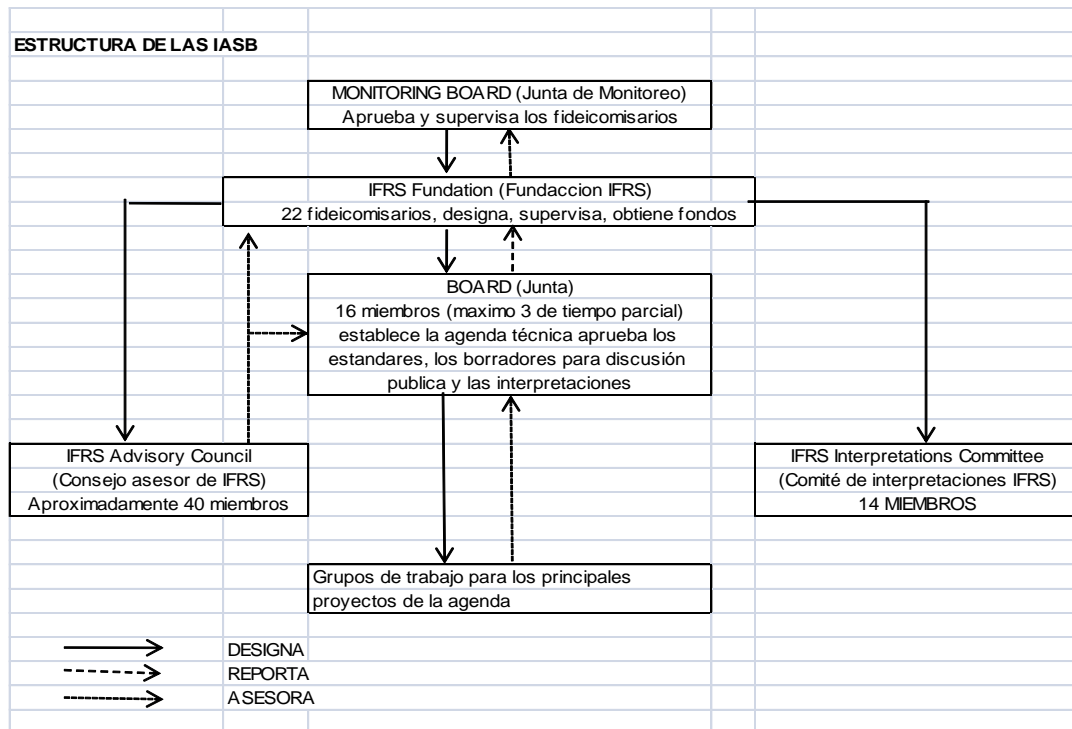 ESTRUCTURA DE LAS IASB
MONITORING BOARD (Junta de Monitoreo)
Aprueba y supervisa los fideicomisarios
IFRS Fundation (Fundaccion IFRS)
22 fideicomisarios, designa, supervisa, obtiene fondos
BOARD (Junta)
16 miembros (maximo 3 de tiempo parcial)
establece la agenda técnica aprueba los
estandares, los borradores para discusión
publica y las interpretaciones
IFRS Advisory Council
(Consejo asesor de IFRS)
Aproximadamente 40 miembros
IFRS Interpretations Committee
(Comité de interpretaciones IFRS)
14 MIEMBROS
Grupos de trabajo para los principales
proyectos de la agenda
DESIGNA
REPORTA
ASESORA